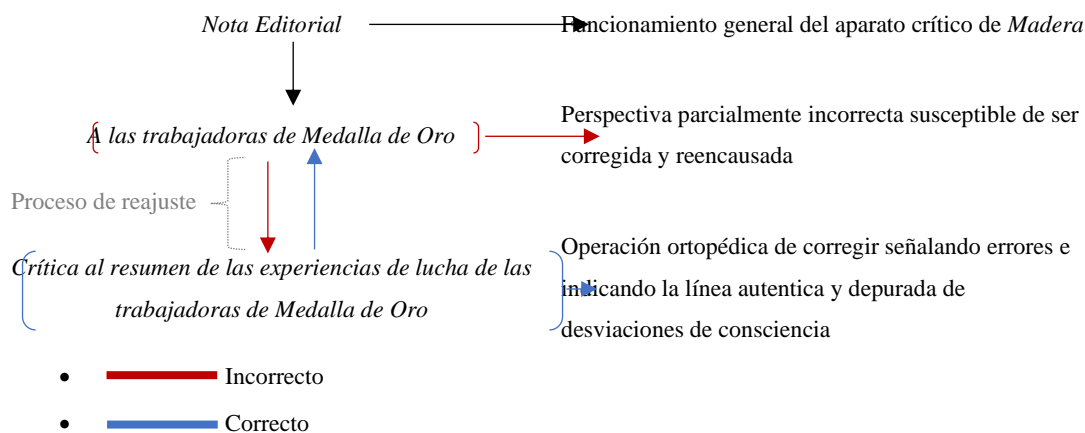 Nota Editorial
Funcionamiento general del aparato crítico de Madera
A las trabajadoras de Medalla de Oro
Perspectiva parcialmente incorrecta susceptible de ser
corregida y reencausada
Proceso de reajuste
Crítica al resumen de las experiencias de lucha de las
trabajadoras de Medalla de Oro
Operación ortopédica de corregir señalando errores e
indicando la línea autentica y depurada de
desviaciones de consciencia
Incorrecto
Correcto